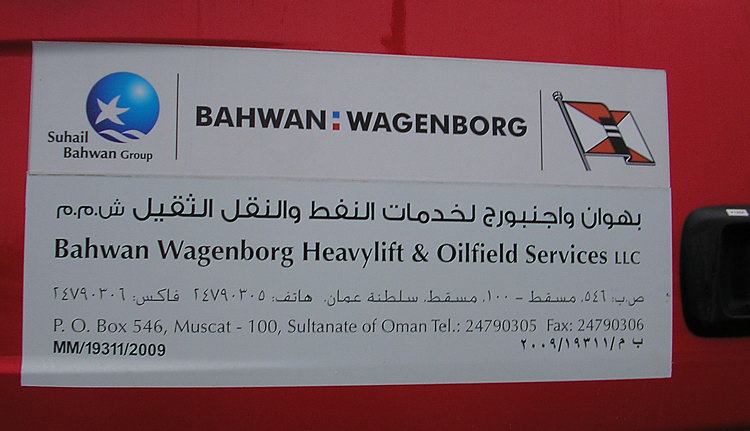 Suhail
Bahwan Group
BAHWAN : WAGENBORG
بهوان واجنبورج لخدمات النفط والنقل الثقيل ش.م.م
Bahwan Wagenborg Heavylift & Oilfield Services LLC
ص.ب: ٥٤٦، مسقط – ١٠٠، مسقط، سلطنة عمان، هاتف: ٢٤٧٩٠٣٠٥ فاكس: ٢٤٧٩٠٣٠٦
P. O. Box 546, Muscat - 100, Sultanate of Oman Tel.: 24790305 Fax: 24790306
MM/19311/2009
ب م/١٩٣١١/٢٠٠٩